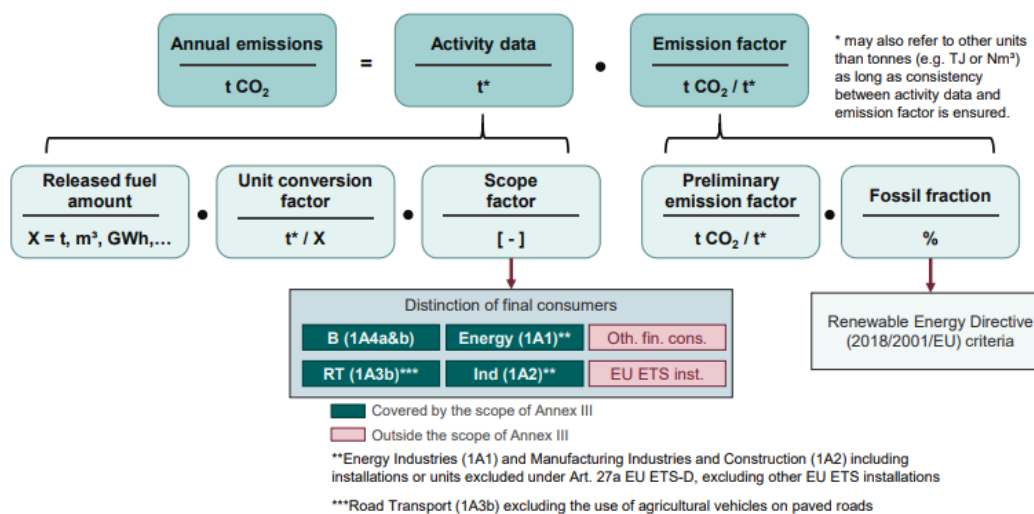 Annual emissions
t CO₂
=
Activity data
t*
•
Emission factor
t CO₂ / t*
* may also refer to other units
than tonnes (e.g. TJ or Nm³)
as long as consistency
between activity data and
emission factor is ensured.
Released fuel
amount
X = t, m³, GWh,…
•
Unit conversion
factor
t* / X
•
Scope
factor
[ - ]
Preliminary
emission factor
t CO₂ / t*
•
Fossil fraction
%
Distinction of final consumers
B (1A4a&b)
Energy (1A1)**
Oth. fin. cons.
RT (1A3b)***
Ind (1A2)**
EU ETS inst.
Renewable Energy Directive
(2018/2001/EU) criteria
Covered by the scope of Annex III
Outside the scope of Annex III
**Energy Industries (1A1) and Manufacturing Industries and Construction (1A2) including
installations or units excluded under Art. 27a EU ETS-D, excluding other EU ETS installations
***Road Transport (1A3b) excluding the use of agricultural vehicles on paved roads